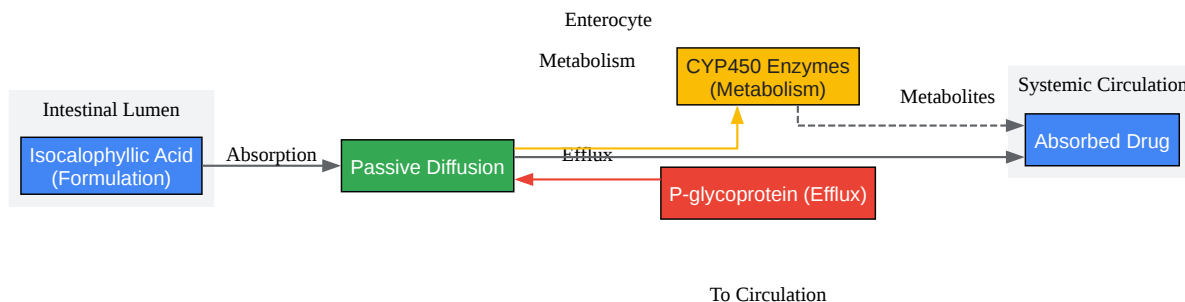 Enterocyte
Metabolism
CYP450 Enzymes
(Metabolism)
Metabolites
Systemic Circulation
Absorbed Drug
Intestinal Lumen
Isocalophyllic Acid
(Formulation)
Absorption
Passive Diffusion
Efflux
P-glycoprotein (Efflux)
To Circulation